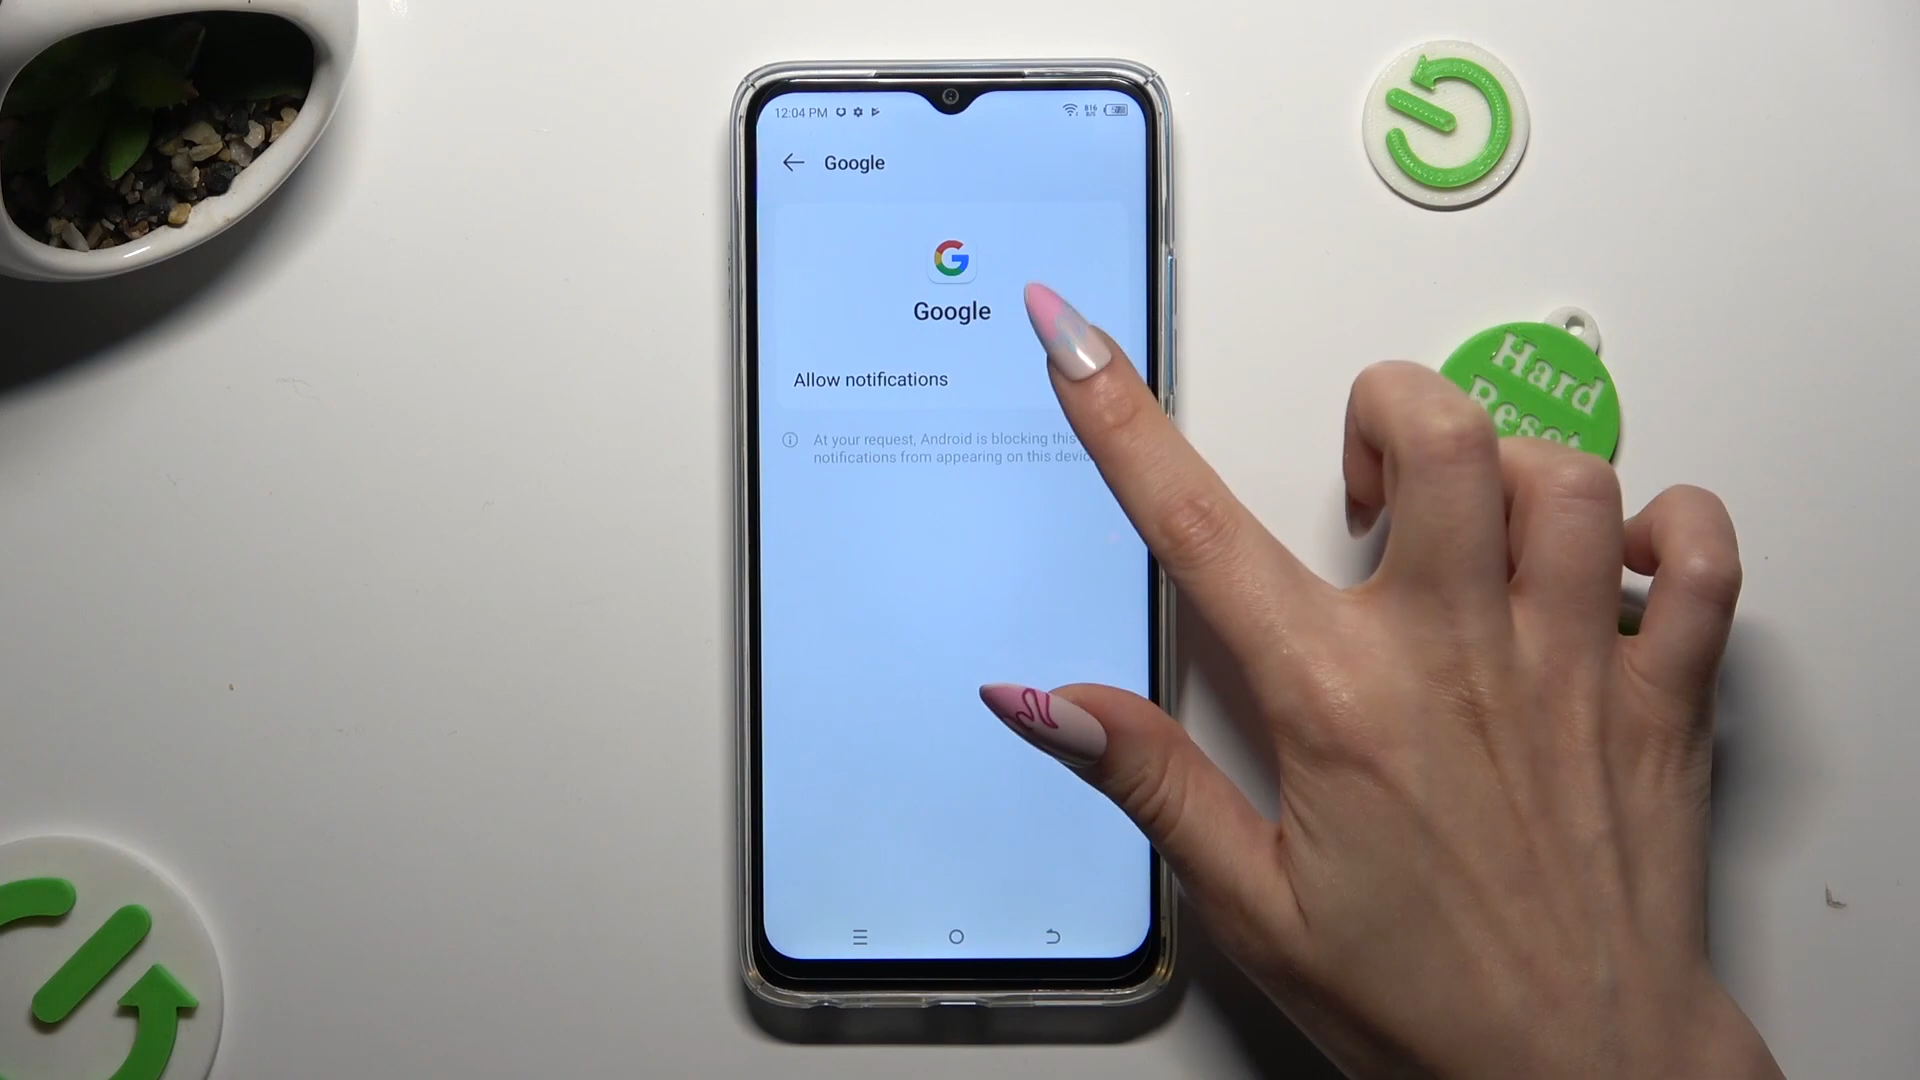 12:04 PM
Google
Google
Allow notifications
At your request, Android is blocking this
notifications from appearing on this devic
Hard
Reset